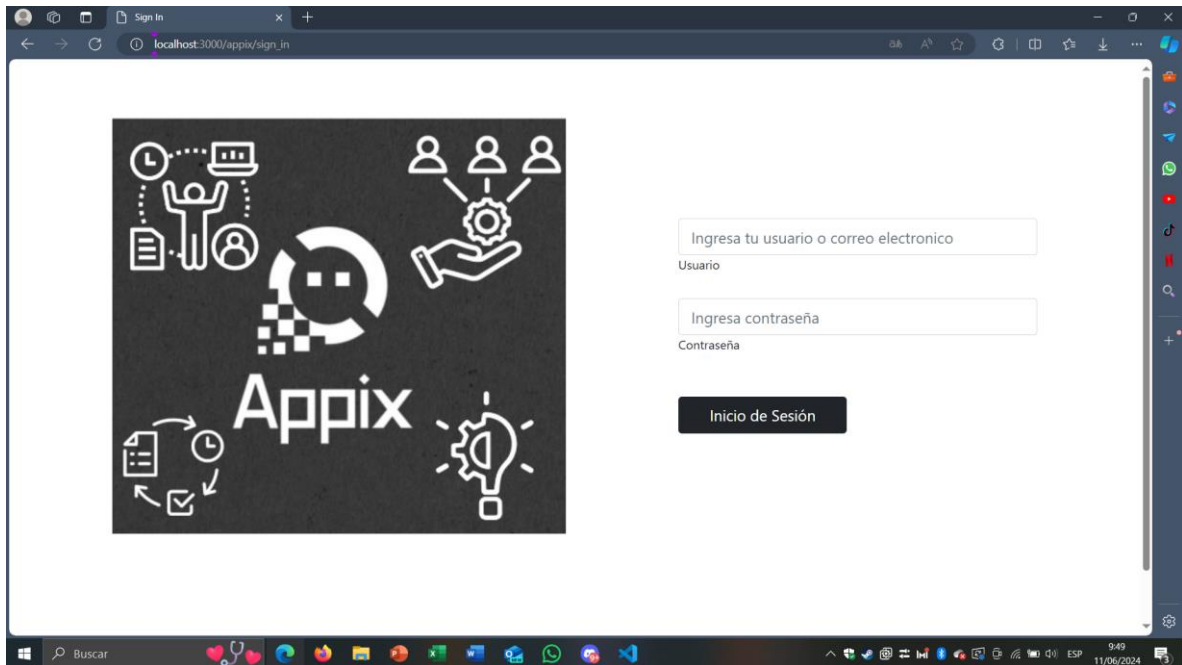 Sign In
localhost:3000/appix/sign_in
Appix
Ingresa tu usuario o correo electronico
Usuario
Ingresa contraseña
Contraseña
Inicio de Sesión
Buscar
ESP
9:49
11/06/2024